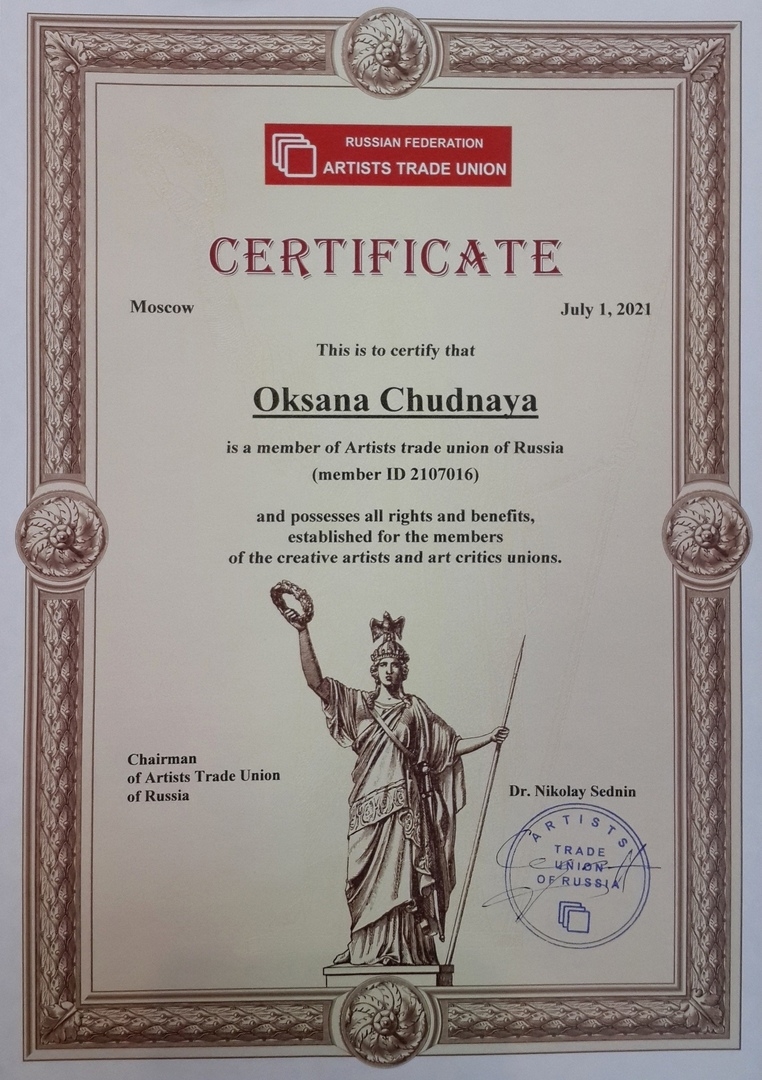 RUSSIAN FEDERATION
ARTISTS TRADE UNION
CERTIFICATE
Moscow
July 1, 2021
This is to certify that
Oksana Chudnaya
is a member of Artists trade union of Russia
(member ID 2107016)
and possesses all rights and benefits,
established for the members
of the creative artists and art critics unions.
Chairman
of Artists Trade Union
of Russia
Dr. Nikolay Sednin
ARTISTS
TRADE
UNION
OF RUSSIA